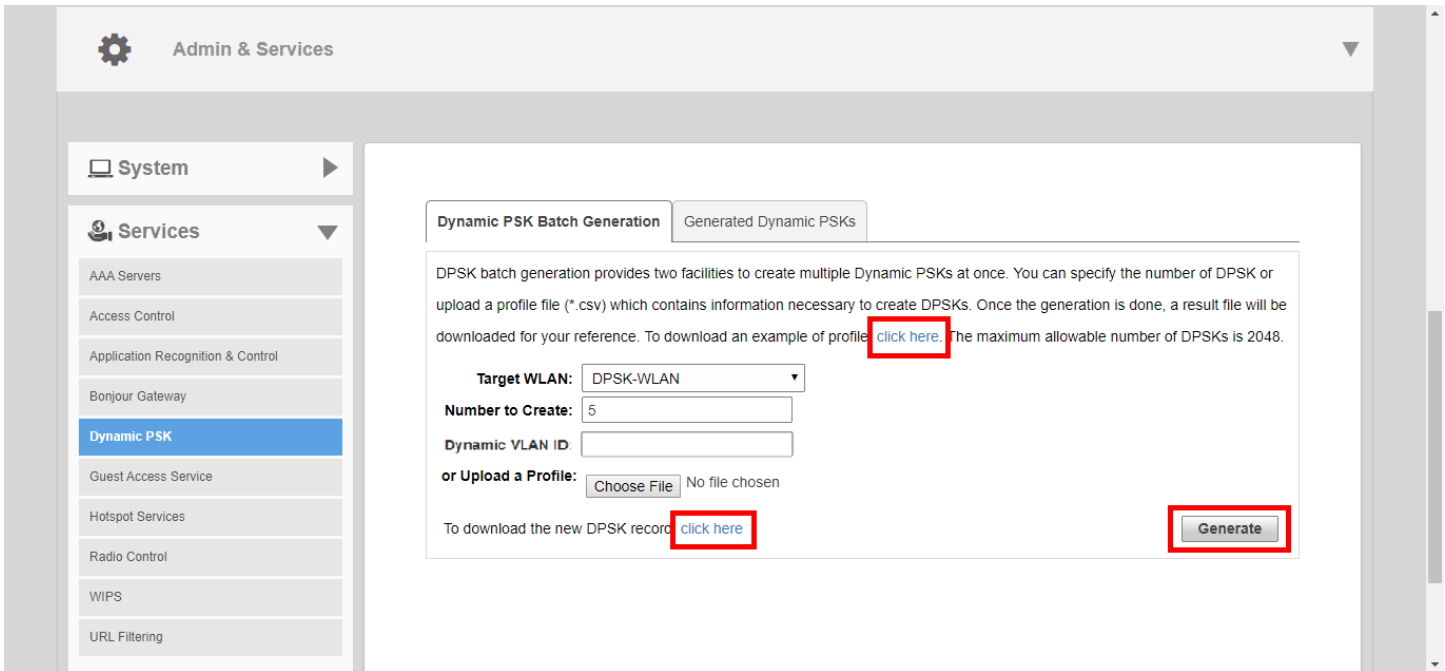 Admin & Services
System
Services
AAA Servers
Access Control
Application Recognition & Control
Bonjour Gateway
Dynamic PSK
Guest Access Service
Hotspot Services
Radio Control
WIPS
URL Filtering
Dynamic PSK Batch Generation
Generated Dynamic PSKs
DPSK batch generation provides two facilities to create multiple Dynamic PSKs at once. You can specify the number of DPSK or
upload a profile file (*.csv) which contains information necessary to create DPSKs. Once the generation is done, a result file will be
downloaded for your reference. To download an example of profile click here. The maximum allowable number of DPSKs is 2048.
Target WLAN: DPSK-WLAN
Number to Create: 5
Dynamic VLAN ID:
or Upload a Profile: Choose File No file chosen
To download the new DPSK record click here
Generate